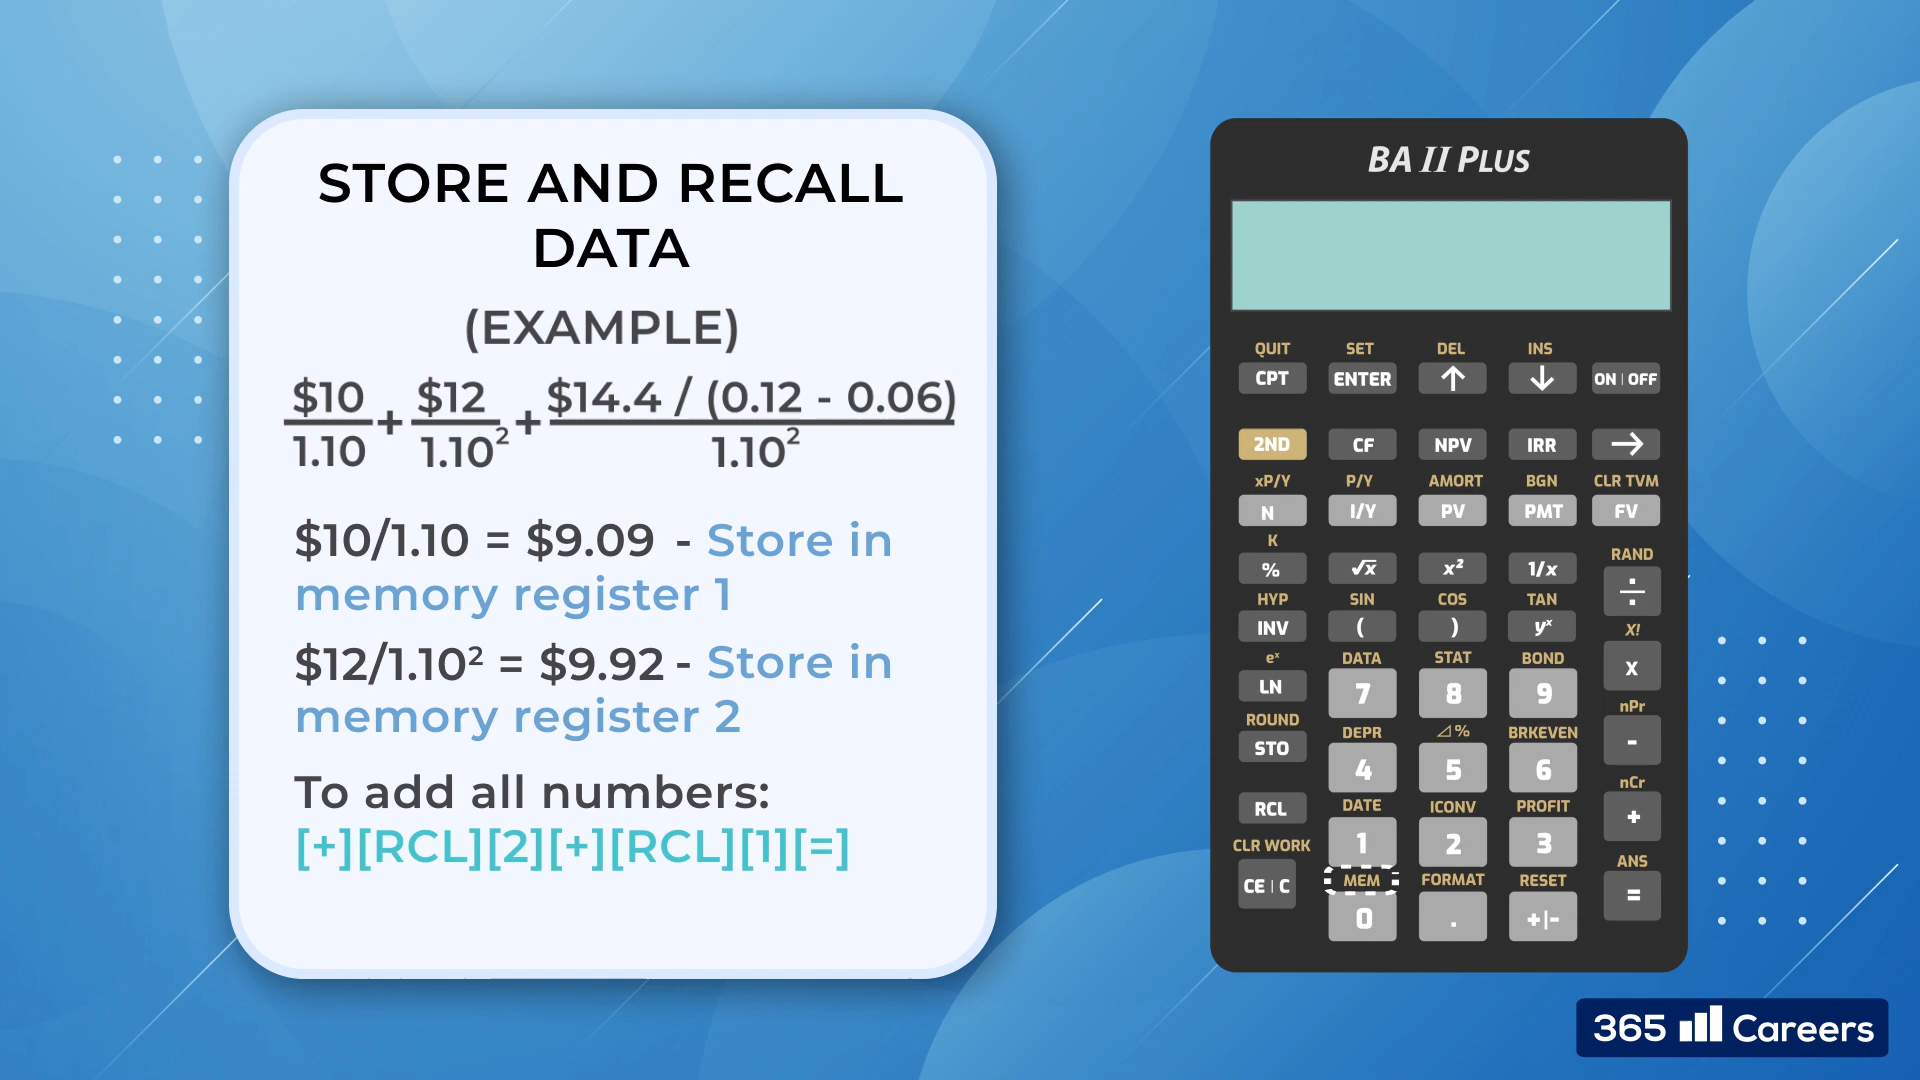 STORE AND RECALL
DATA
(EXAMPLE)
$10 $12 $14.4 / (0.12 - 0.06)
+ +
1.10 1.10² 1.10²
$10/1.10 = $9.09 - Store in
memory register 1
$12/1.10² = $9.92 - Store in
memory register 2
To add all numbers:
[+][RCL][2][+][RCL][1][=]
BA II PLUS
QUIT SET DEL INS
CPT ENTER ↑ ↓ ON | OFF
2ND CF NPV IRR →
xP/Y P/Y AMORT BGN CLR TVM
N I/Y PV PMT FV
K RAND
% √x x² 1/x ÷
HYP SIN COS TAN X!
INV ( ) yˣ
eˣ DATA STAT BOND x
LN 7 8 9
ROUND DEPR ⊿% BRKEVEN nPr
STO 4 5 6 -
DATE ICONV PROFIT nCr
RCL 1 2 3 +
CLR WORK MEM FORMAT RESET ANS
CE | C 0 . +|- =
365 Careers